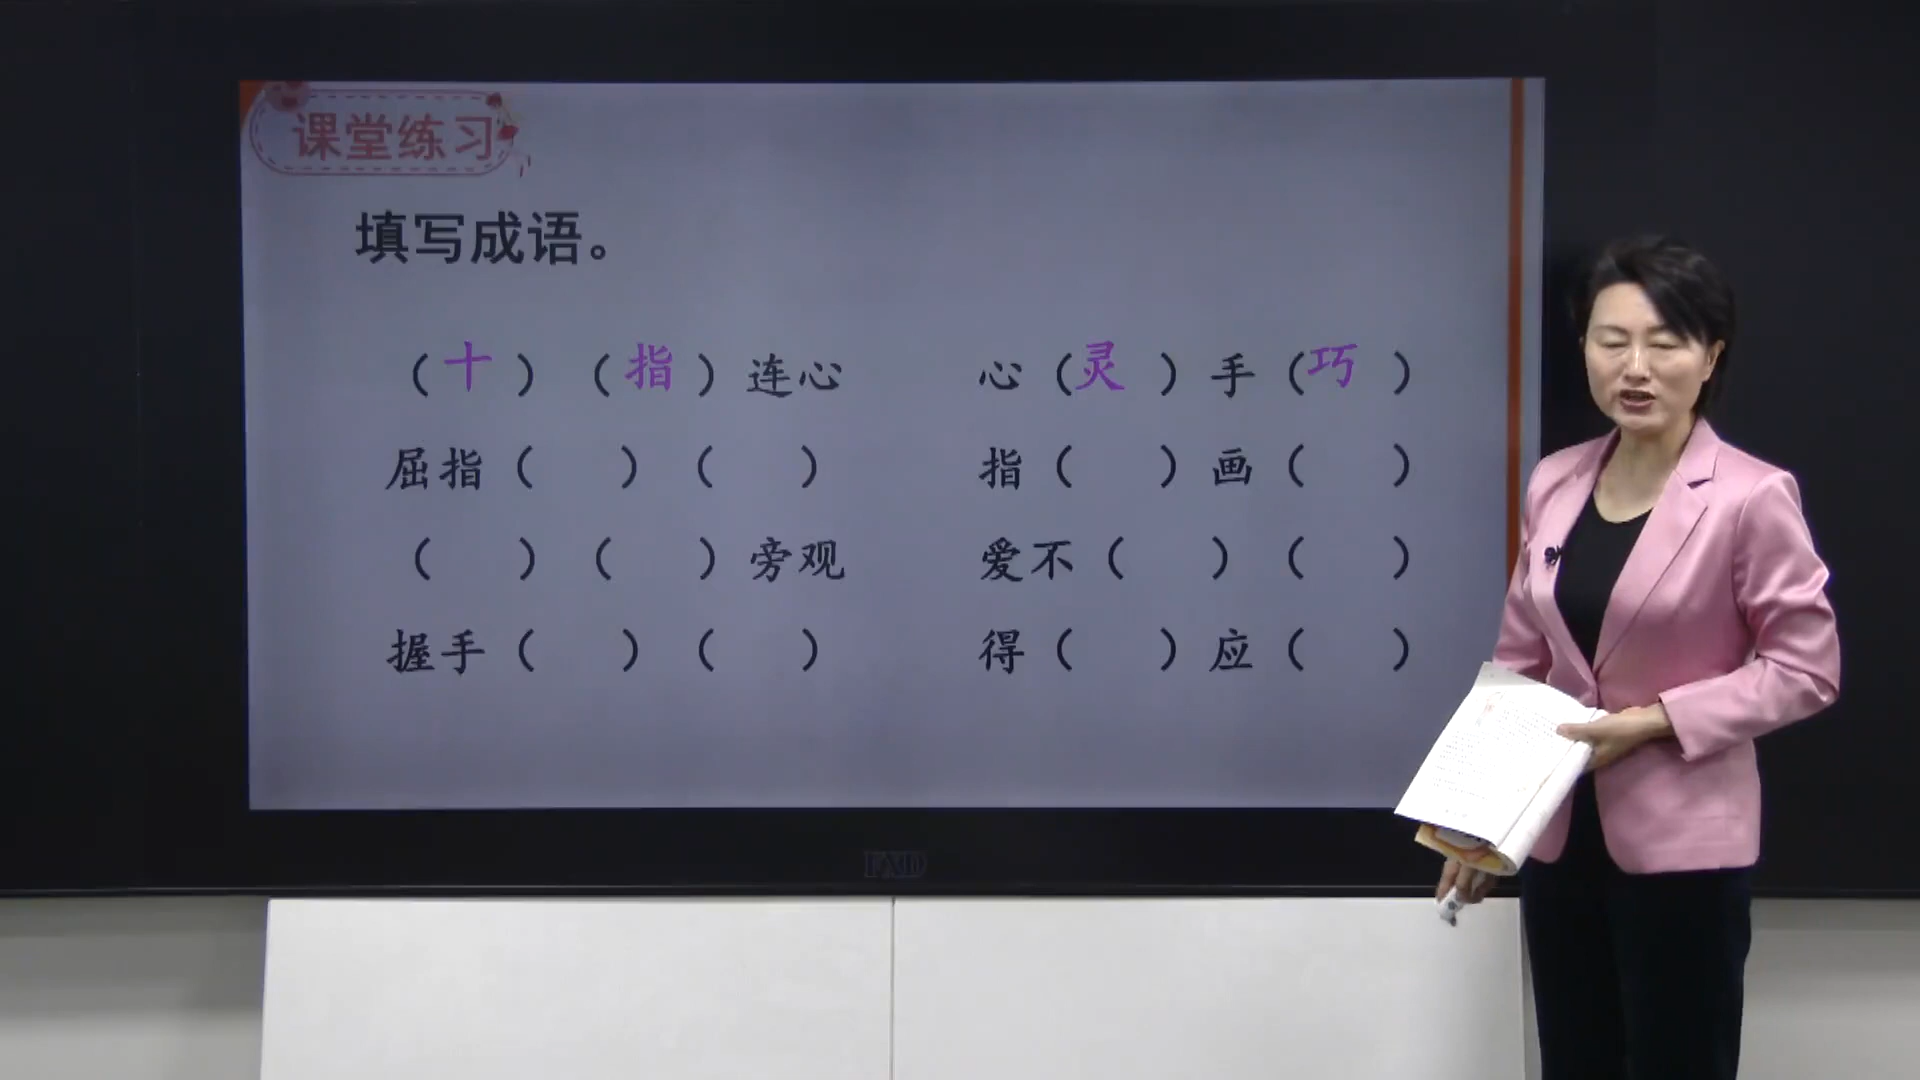 课堂练习
填写成语。
（十）（指）连心 心（灵）手（巧）
屈指（ ）（ ） 指（ ）画（ ）
（ ）（ ）旁观 爱不（ ）（ ）
握手（ ）（ ） 得（ ）应（ ）
FXD